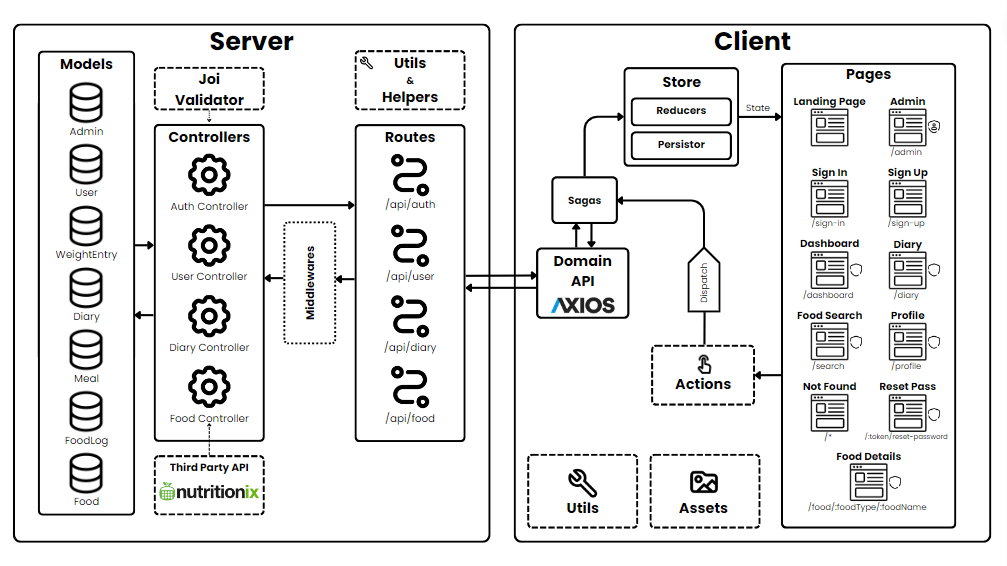 Server
Models
Admin
User
WeightEntry
Diary
Meal
FoodLog
Food
Joi
Validator
Controllers
Auth Controller
User Controller
Diary Controller
Food Controller
Third Party API
nutritionix
Middlewares
Utils
&
Helpers
Routes
/api/auth
/api/user
/api/diary
/api/food
Client
Store
Reducers
Persistor
State
Sagas
Domain
API
AXIOS
Dispatch
Actions
Utils
Assets
Pages
Landing Page
Admin
/admin
Sign In
Sign Up
/sign-in
/sign-up
Dashboard
Diary
/dashboard
/diary
Food Search
Profile
/search
/profile
Not Found
Reset Pass
/*
/:token/reset-password
Food Details
/food/:foodType/:foodName